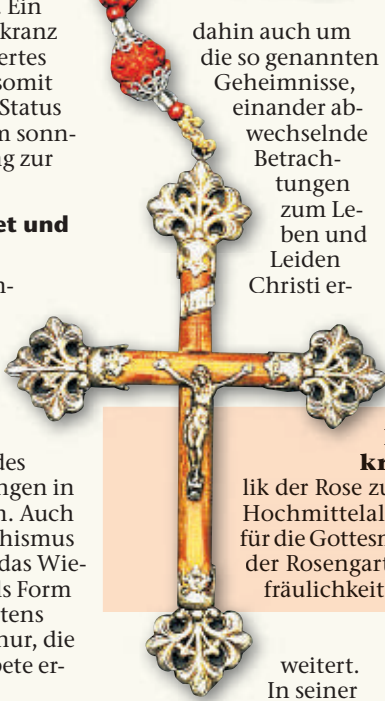 Ein
kranz
ertes
somit
Status
m sonn-
g zur
et und
n-
des
ngen in
n. Auch
hismus
das Wie-
ls Form
tens
nur, die
ete er-
dahin auch um
die so genannten
Geheimnisse,
einander ab-
wechselnde
Betrach-
tungen
zum Le-
ben und
Leiden
Christi er-
kr
lik der Rose zu
Hochmittelal
für die Gottesm
der Rosengart
fräulichkeit
weitert.
In seiner